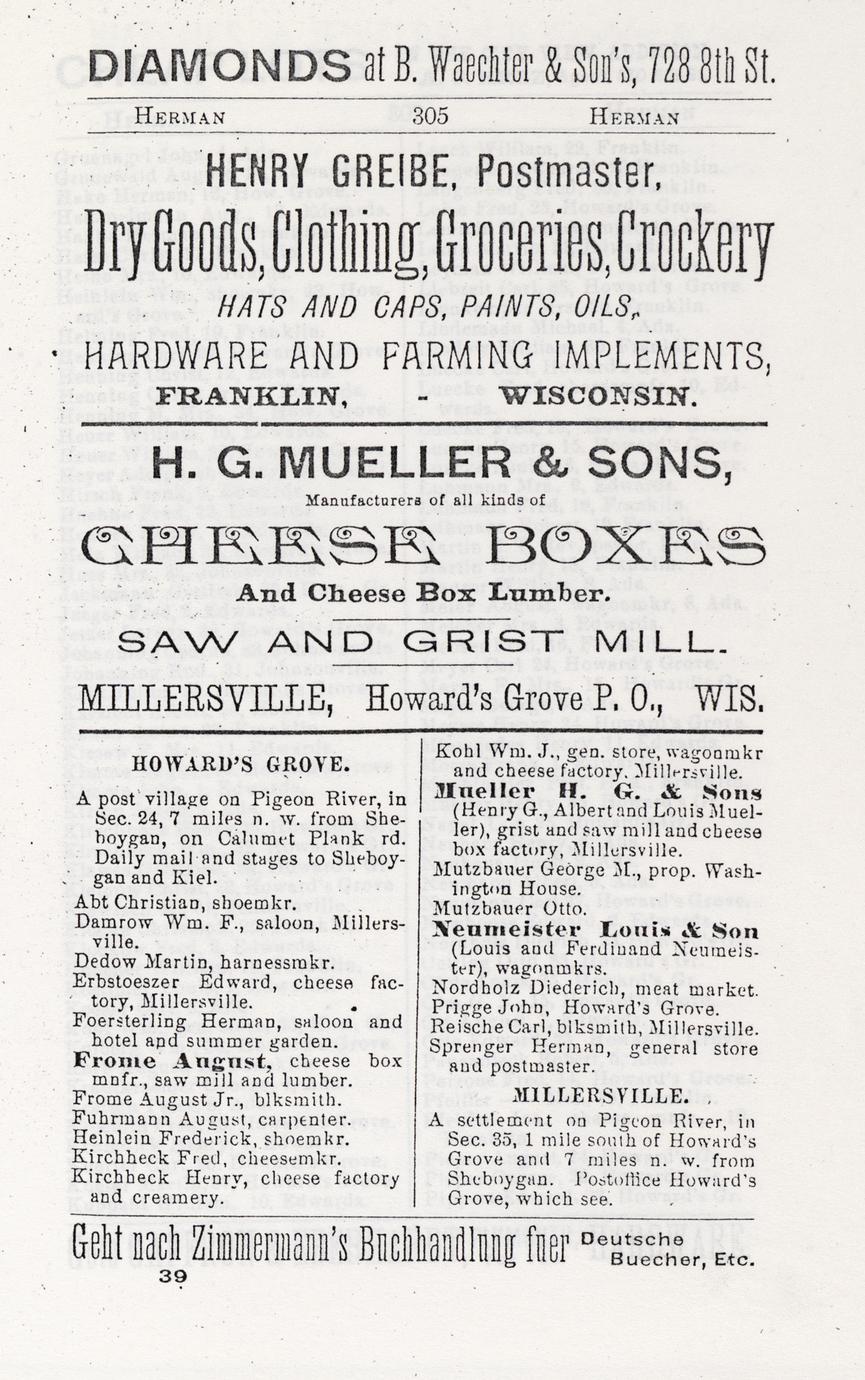 DIAMONDS at B. Waechter & Son's, 728 8th St.
HERMAN 305 HERMAN
HENRY GREIBE, Postmaster,
Dry Goods, Clothing, Groceries, Crockery
HATS AND CAPS, PAINTS, OILS,
HARDWARE AND FARMING IMPLEMENTS,
FRANKLIN, - WISCONSIN.
H. G. MUELLER & SONS,
Manufacturers of all kinds of
CHEESE BOXES
And Cheese Box Lumber.
SAW AND GRIST MILL.
MILLERSVILLE, Howard's Grove P. O., WIS.
HOWARD'S GROVE.
A post village on Pigeon River, in
Sec. 24, 7 miles n. w. from She-
boygan, on Calumet Plank rd.
Daily mail and stages to Sheboy-
gan and Kiel.
Abt Christian, shoemkr.
Damrow Wm. F., saloon, Millers-
ville.
Dedow Martin, harnessmkr.
Erbstoeszer Edward, cheese fac-
tory, Millersville.
Foersterling Herman, saloon and
hotel and summer garden.
Frome August, cheese box
mnfr., saw mill and lumber.
Frome August Jr., blksmith.
Fuhrmann August, carpenter.
Heinlein Frederick, shoemkr.
Kirchheck Fred, cheesemkr.
Kirchheck Henry, cheese factory
and creamery.
Kohl Wm. J., gen. store, wagonmkr
and cheese factory, Millersville.
Mueller H. G. & Sons
(Henry G., Albert and Louis Muel-
ler), grist and saw mill and cheese
box factory, Millersville.
Mutzbauer George M., prop. Wash-
ington House.
Mutzbauer Otto.
Neumeister Louis & Son
(Louis and Ferdinand Neumeis-
ter), wagonmkrs.
Nordholz Diederich, meat market.
Prigge John, Howard's Grove.
Reische Carl, blksmith, Millersville.
Sprenger Herman, general store
and postmaster.
MILLERSVILLE.
A settlement on Pigeon River, in
Sec. 35, 1 mile south of Howard's
Grove and 7 miles n. w. from
Sheboygan. Postoffice Howard's
Grove, which see.
Geht nach Zimmermann's Buchhandlung fuer Deutsche
Buecher, Etc.
39